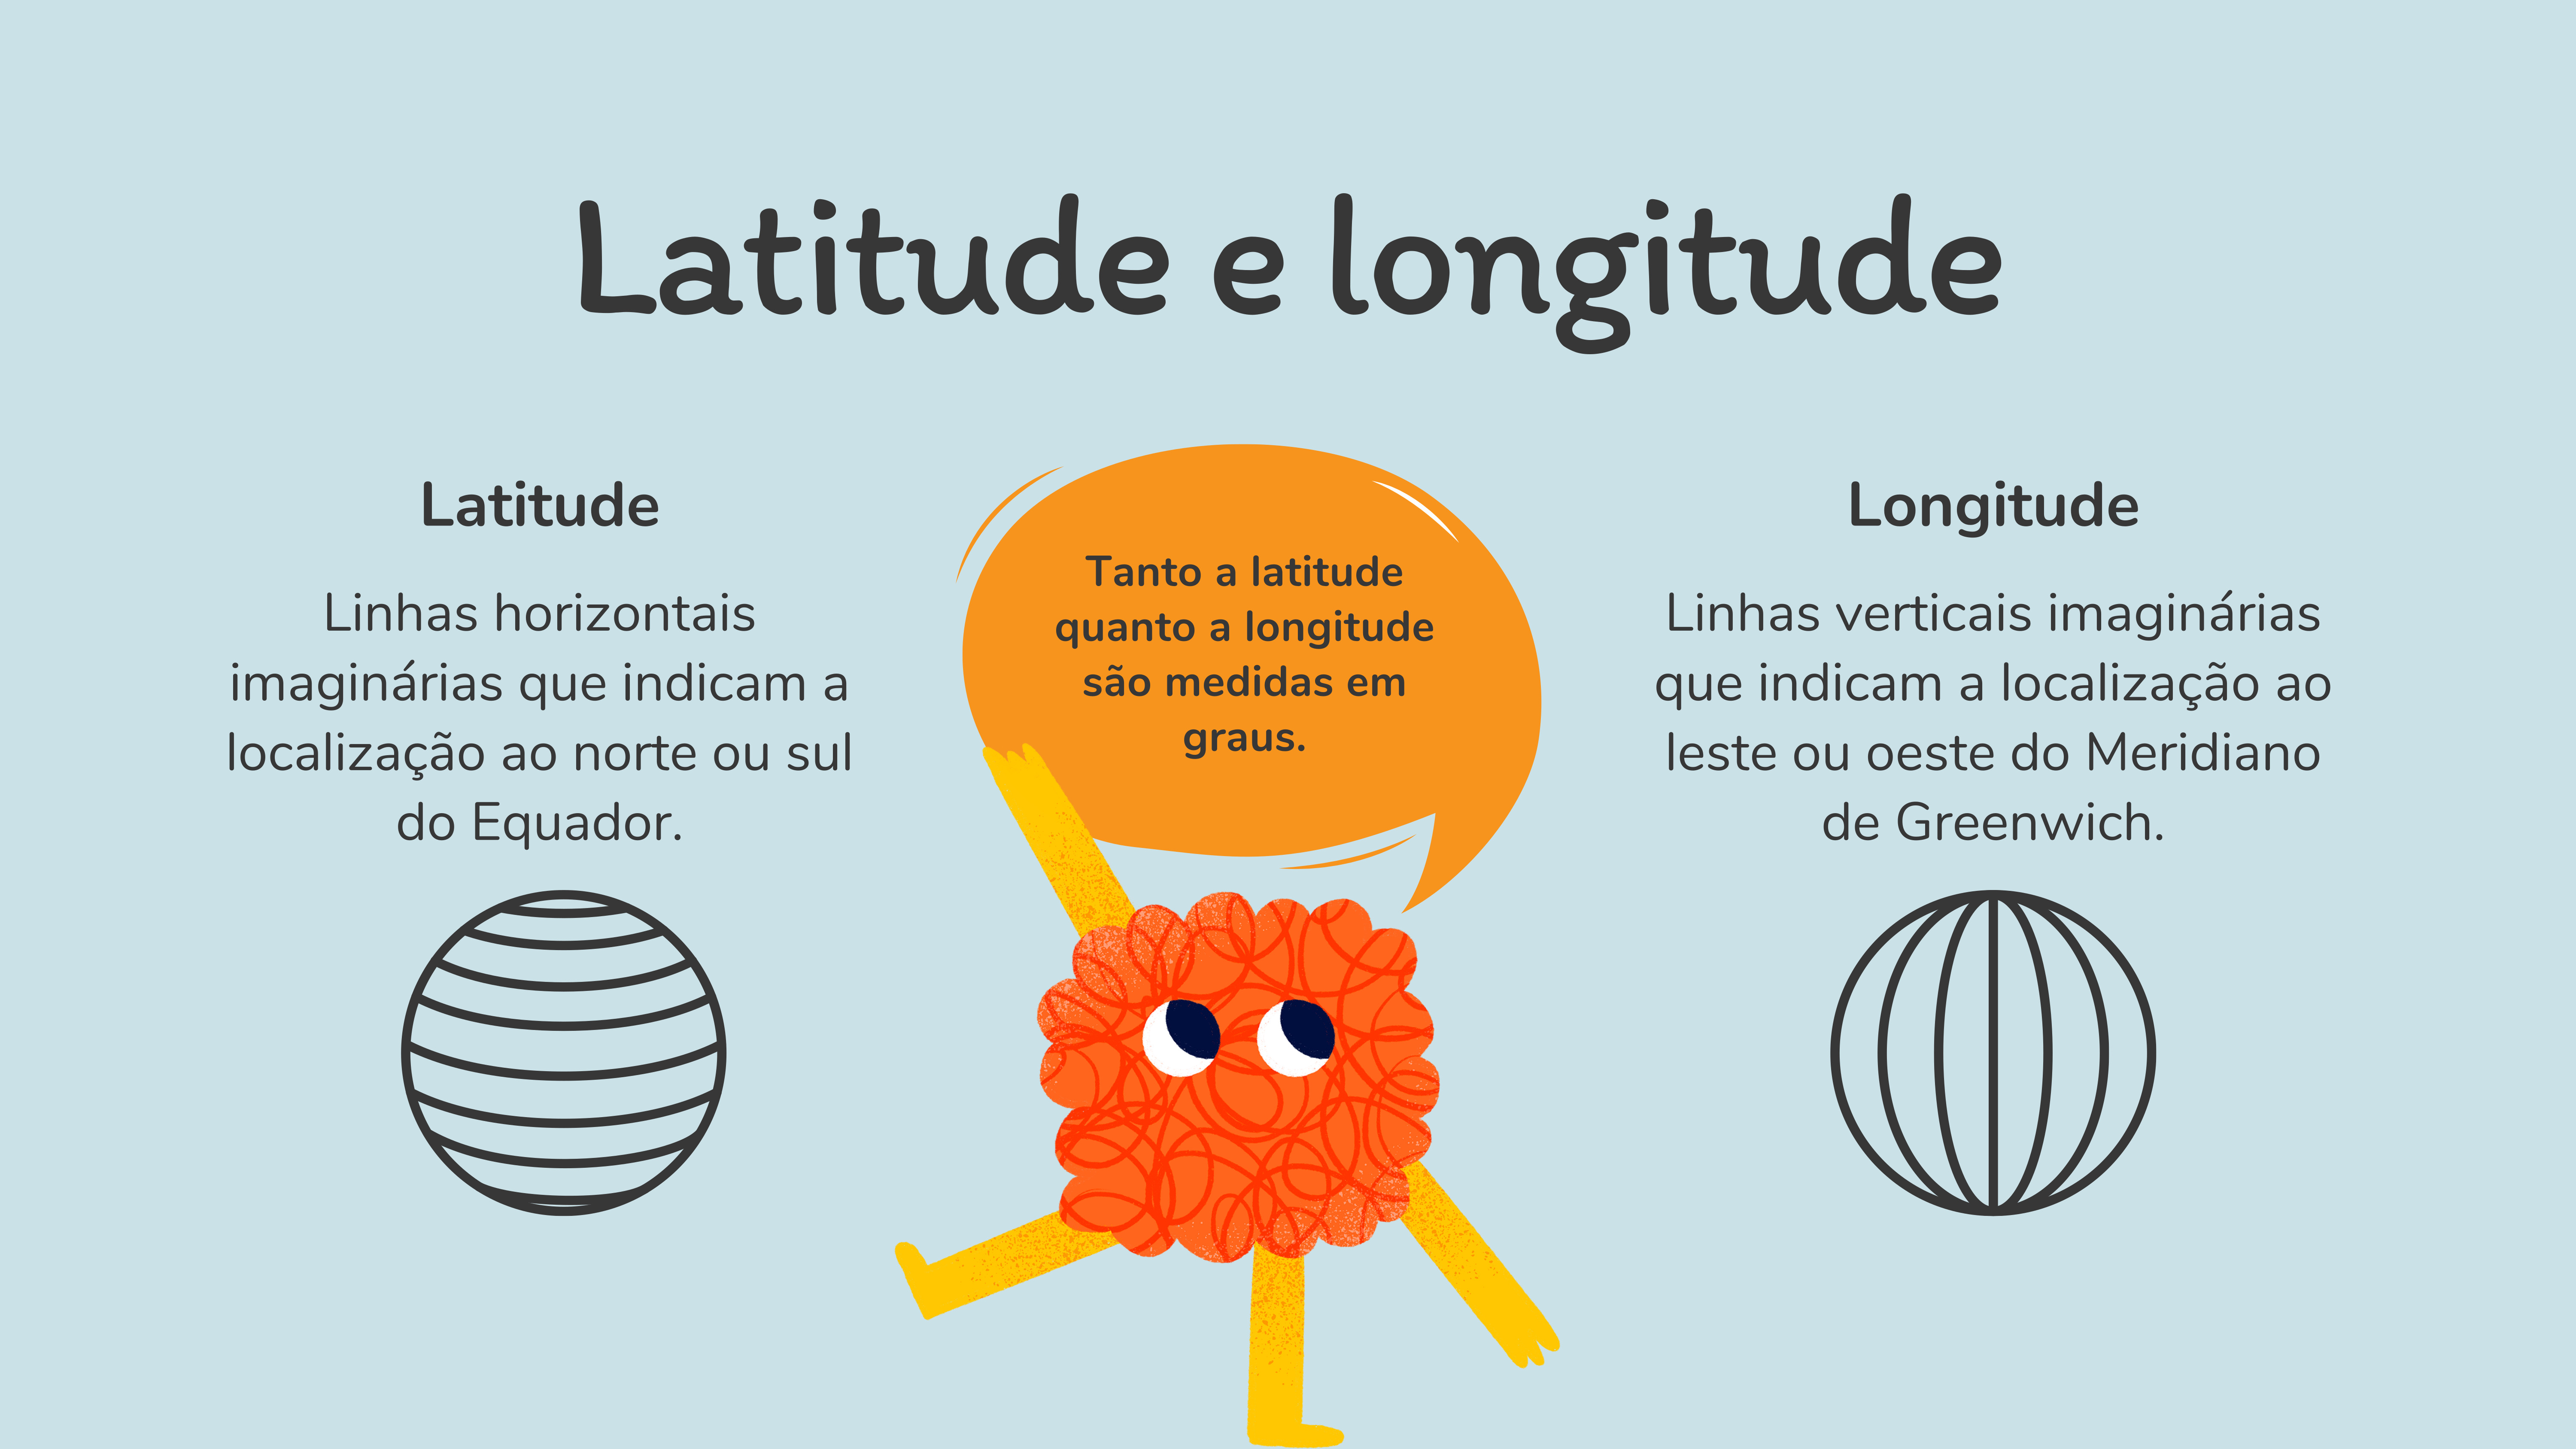 Latitude e longitude
Latitude
Linhas horizontais
imaginárias que indicam a
localização ao norte ou sul
do Equador.
Tanto a latitude
quanto a longitude
são medidas em
graus.
Longitude
Linhas verticais imaginárias
que indicam a localização ao
leste ou oeste do Meridiano
de Greenwich.